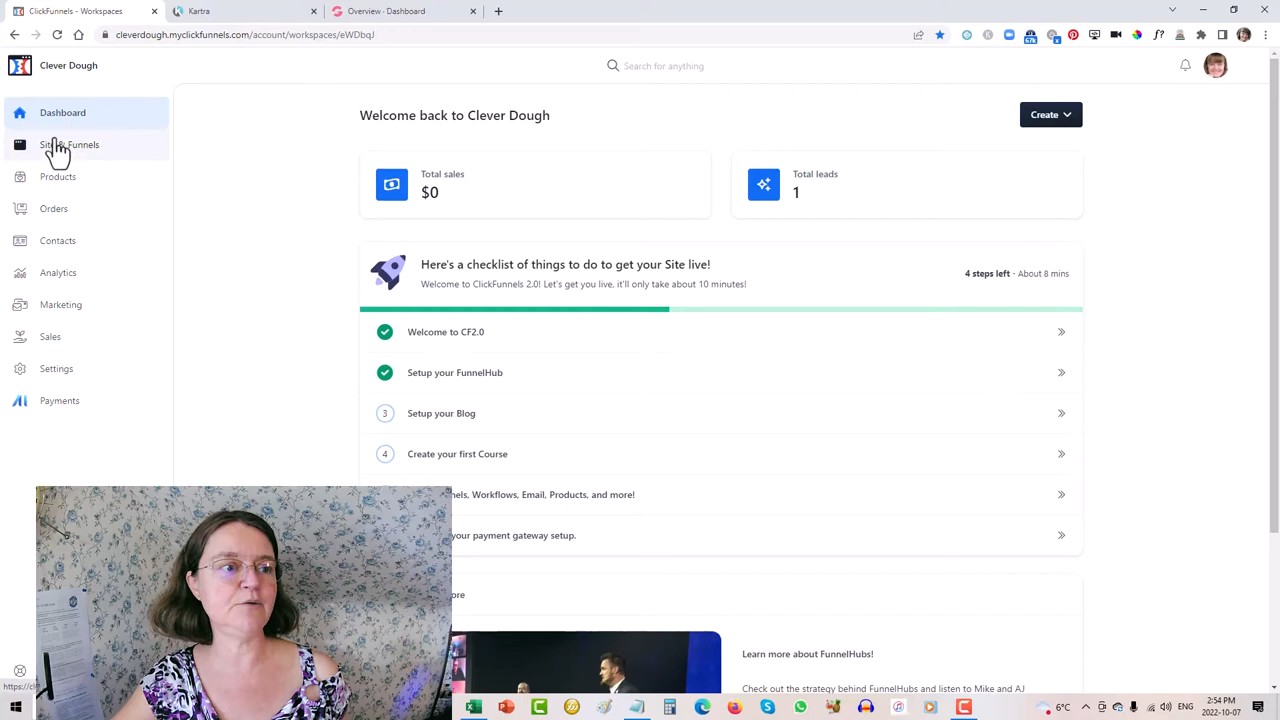 ClickFunnels - Workspaces
Kartra
Dashboard
cleverdough.myclickfunnels.com/account/workspaces/eWDbqJ
Clever Dough
Search for anything
Dashboard
Site & Funnels
Products
Orders
Contacts
Analytics
Marketing
Sales
Settings
Payments
Welcome back to Clever Dough
Create
Total sales
$0
Total leads
1
Here's a checklist of things to do to get your Site live!
Welcome to ClickFunnels 2.0! Let's get you live, it'll only take about 10 minutes!
4 steps left - About 8 mins
Welcome to CF2.0
Setup your FunnelHub
3 Setup your Blog
4 Create your first Course
Workflows, Email, Products, and more!
your payment gateway setup.
Learn more about FunnelHubs!
Check out the strategy behind FunnelHubs and listen to Mike and AJ
6°C
2:54 PM
2022-10-07